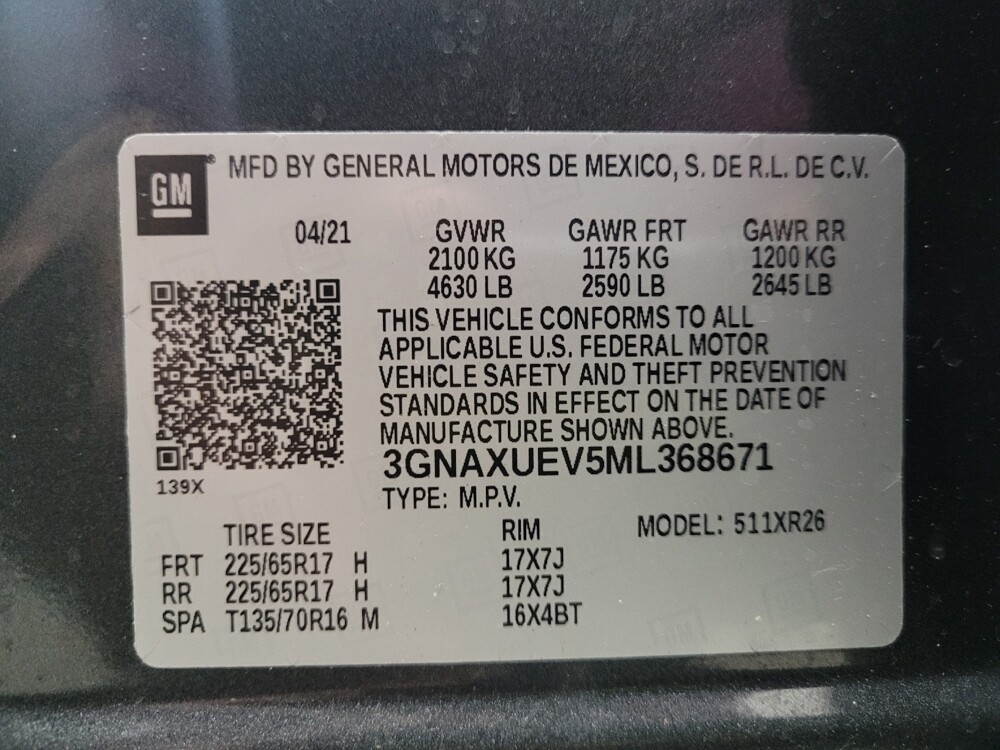 GM® MFD BY GENERAL MOTORS DE MEXICO, S. DE R.L. DE C.V.
04/21 GVWR GAWR FRT GAWR RR
2100 KG 1175 KG 1200 KG
4630 LB 2590 LB 2645 LB
THIS VEHICLE CONFORMS TO ALL
APPLICABLE U.S. FEDERAL MOTOR
VEHICLE SAFETY AND THEFT PREVENTION
STANDARDS IN EFFECT ON THE DATE OF
MANUFACTURE SHOWN ABOVE.
3GNAXUEV5ML368671
139X
TYPE: M.P.V.
TIRE SIZE RIM MODEL: 511XR26
FRT 225/65R17 H 17X7J
RR 225/65R17 H 17X7J
SPA T135/70R16 M 16X4BT